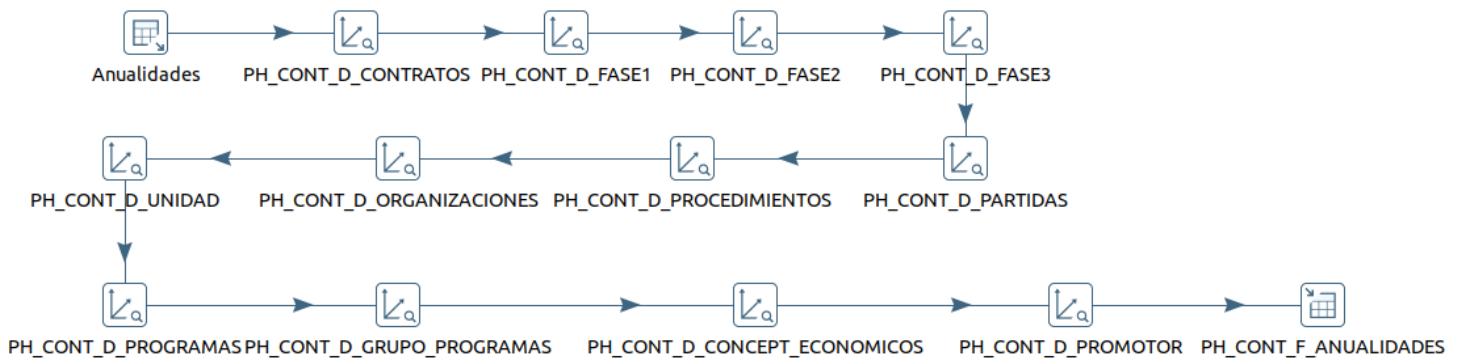 Anualidades PH_CONT_D_CONTRATOS PH_CONT_D_FASE1 PH_CONT_D_FASE2 PH_CONT_D_FASE3
PH_CONT_D_UNIDAD PH_CONT_D_ORGANIZACIONES PH_CONT_D_PROCEDIMIENTOS PH_CONT_D_PARTIDAS
PH_CONT_D_PROGRAMAS PH_CONT_D_GRUPO_PROGRAMAS PH_CONT_D_CONCEPT_ECONOMICOS PH_CONT_D_PROMOTOR PH_CONT_F_ANUALIDADES